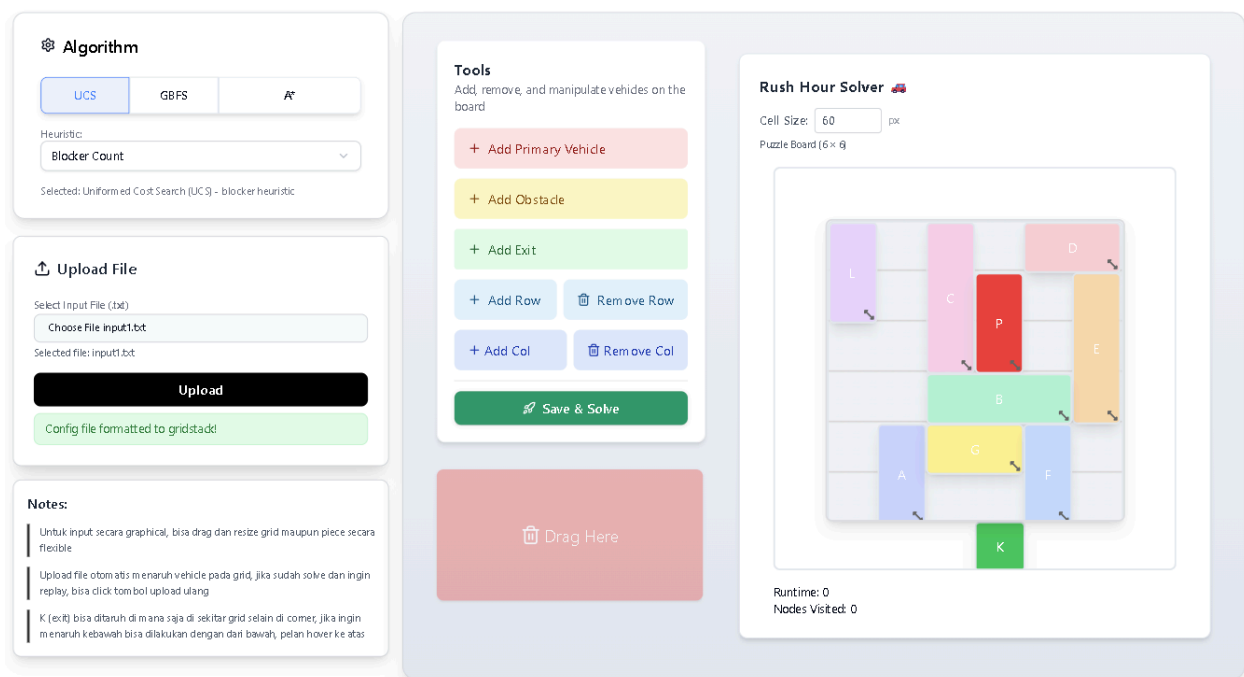 Algorithm
UCS
GBFS
A*
Heuristic:
Blocker Count
Selected: Uniformed Cost Search (UCS) - blocker heuristic
Upload File
Select Input File (.txt)
Choose File input1.txt
Selected file: input1.txt
Upload
Config file formatted to gridstack!
Notes:
Untuk input secara graphical, bisa drag dan resize grid maupun piece secara
flexible
Upload file otomatis menaruh vehicle pada grid, jika sudah solve dan ingin
replay, bisa click tombol upload ulang
K (exit) bisa ditaruh di mana saja di sekitar grid selain di corner, jika ingin
menaruh kebawah bisa dilakukan dengan dari bawah, pelan hover ke atas
Tools
Add, remove, and manipulate vehicles on the
board
+ Add Primary Vehicle
+ Add Obstacle
+ Add Exit
+ Add Row
Remove Row
+ Add Col
Remove Col
Save & Solve
Drag Here
Rush Hour Solver
Cell Size: 60 px
Puzzle Board (6 × 6)
L
C
D
P
E
B
A
G
F
K
Runtime: 0
Nodes Visited: 0